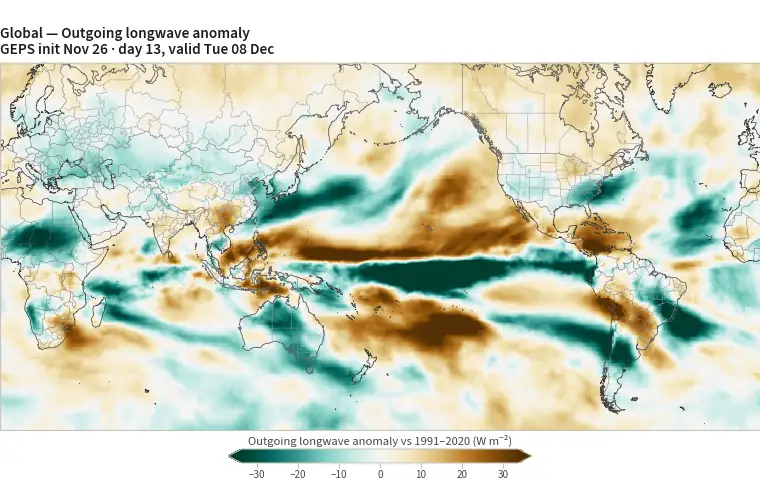 Global — Outgoing longwave anomaly
GEPS init Nov 26 · day 13, valid Tue 08 Dec
Outgoing longwave anomaly vs 1991–2020 (W m⁻²)
−30 −20 −10 0 10 20 30